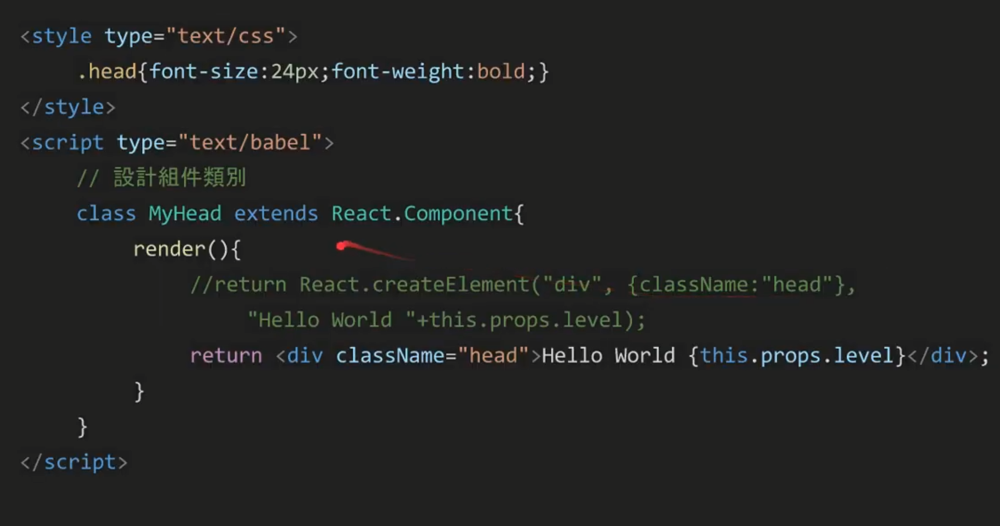 <style type="text/css">
.head{font-size:24px;font-weight:bold;}
</style>
<script type="text/babel">
// 設計組件類別
class MyHead extends React.Component{
render(){
//return React.createElement("div", {className:"head"},
"Hello World "+this.props.level);
return <div className="head">Hello World {this.props.level}</div>;
}
}
</script>